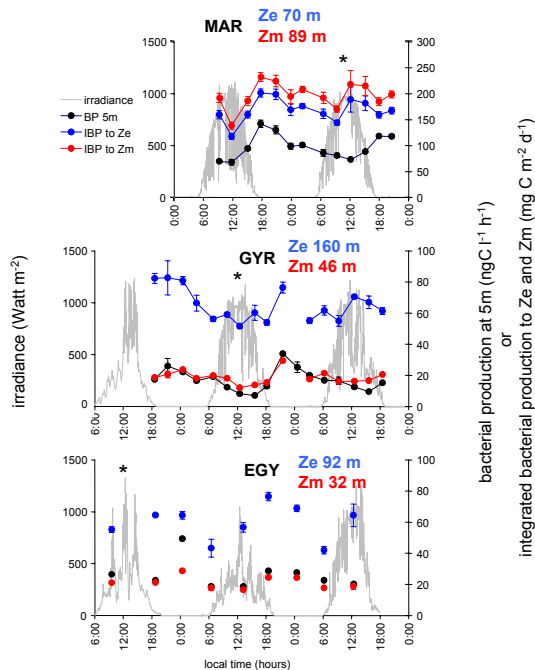 MAR
Ze 70 m
Zm 89 m
*
irradiance
BP 5m
IBP to Ze
IBP to Zm
1500
1000
500
0
300
250
200
150
100
50
0
0:00 6:00 12:00 18:00 0:00 6:00 12:00 18:00 0:00
GYR
Ze 160 m
Zm 46 m
*
1500
1000
500
0
100
80
60
40
20
0
6:00 12:00 18:00 0:00 6:00 12:00 18:00 0:00 6:00 12:00 18:00 0:00
EGY
Ze 92 m
Zm 32 m
*
1500
1000
500
0
100
80
60
40
20
0
6:00 12:00 18:00 0:00 6:00 12:00 18:00 0:00 6:00 12:00 18:00 0:00
local time (hours)
irradiance (Watt m-2)
bacterial production at 5m (ngC l-1 h-1)
or
integrated bacterial production to Ze and Zm (mg C m-2 d-1)